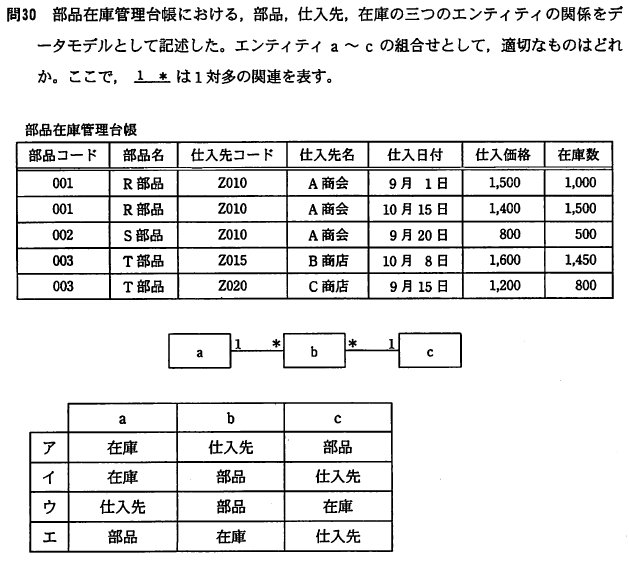 問30 部品在庫管理台帳における，部品，仕入先，在庫の三つのエンティティの関係をデ
ータモデルとして記述した。エンティティ a ～ c の組合せとして，適切なものはどれ
か。ここで， 1 * は1対多の関連を表す。
部品在庫管理台帳
部品コード 部品名 仕入先コード 仕入先名 仕入日付 仕入価格 在庫数
001 R部品 Z010 A商会 9月 1日 1,500 1,000
001 R部品 Z010 A商会 10月 15日 1,400 1,500
002 S部品 Z010 A商会 9月 20日 800 500
003 T部品 Z015 B商店 10月 8日 1,600 1,450
003 T部品 Z020 C商店 9月 15日 1,200 800
a 1 * b * 1 c
a b c
ア 在庫 仕入先 部品
イ 在庫 部品 仕入先
ウ 仕入先 部品 在庫
エ 部品 在庫 仕入先